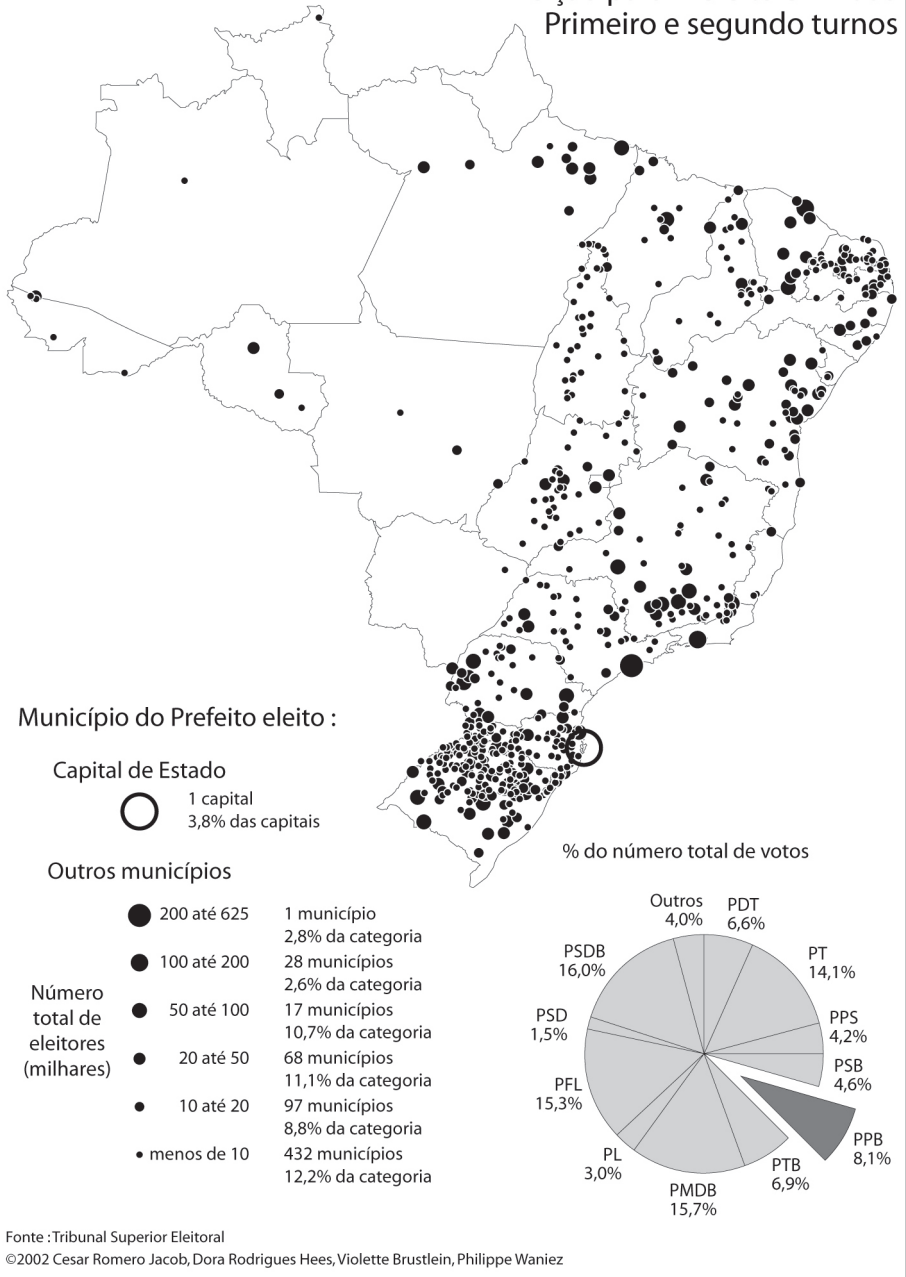 Primeiro e segundo turnos
Município do Prefeito eleito :
Capital de Estado
1 capital
3,8% das capitais
Outros municípios
Número
total de
eleitores
(milhares)
200 até 625
1 município
2,8% da categoria
100 até 200
28 municípios
2,6% da categoria
50 até 100
17 municípios
10,7% da categoria
20 até 50
68 municípios
11,1% da categoria
10 até 20
97 municípios
8,8% da categoria
menos de 10
432 municípios
12,2% da categoria
% do número total de votos
Outros
4,0%
PDT
6,6%
PT
14,1%
PPS
4,2%
PSB
4,6%
PPB
8,1%
PTB
6,9%
PMDB
15,7%
PL
3,0%
PFL
15,3%
PSD
1,5%
PSDB
16,0%
Fonte : Tribunal Superior Eleitoral
©2002 Cesar Romero Jacob, Dora Rodrigues Hees, Violette Brustlein, Philippe Waniez